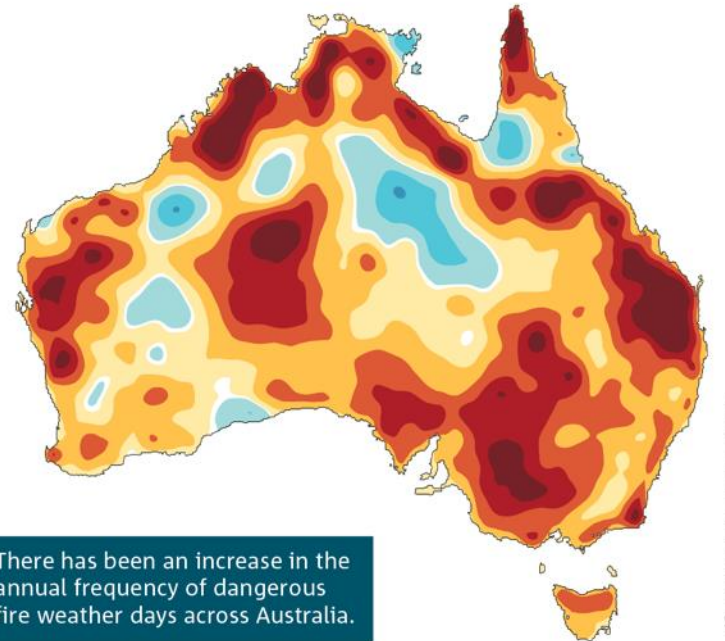 There has been an increase in the
annual frequency of dangerous
fire weather days across Australia.